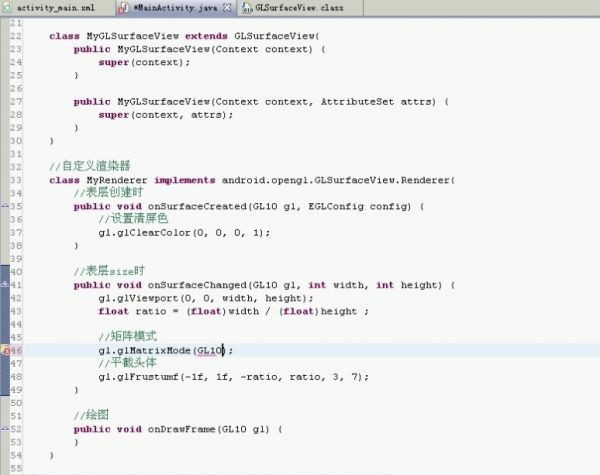 activity_main.xml *MainActivity.java GLSurfaceView.class
21
22 class MyGLSurfaceView extends GLSurfaceView{
23 public MyGLSurfaceView(Context context) {
24 super(context);
25 }
26
27 public MyGLSurfaceView(Context context, AttributeSet attrs) {
28 super(context, attrs);
29 }
30 }
31
32 //自定义渲染器
33 class MyRenderer implements android.opengl.GLSurfaceView.Renderer{
34 //表层创建时
35 public void onSurfaceCreated(GL10 gl, EGLConfig config) {
36 //设置清屏色
37 gl.glClearColor(0, 0, 0, 1);
38 }
39
40 //表层size时
41 public void onSurfaceChanged(GL10 gl, int width, int height) {
42 gl.glViewport(0, 0, width, height);
43 float ratio = (float)width / (float)height ;
44
45 //矩阵模式
46 gl.glMatrixMode(GL10);
47 //平截头体
48 gl.glFrustumf(-1f, 1f, -ratio, ratio, 3, 7);
49 }
50
51 //绘图
52 public void onDrawFrame(GL10 gl) {
53 }
54 }
55